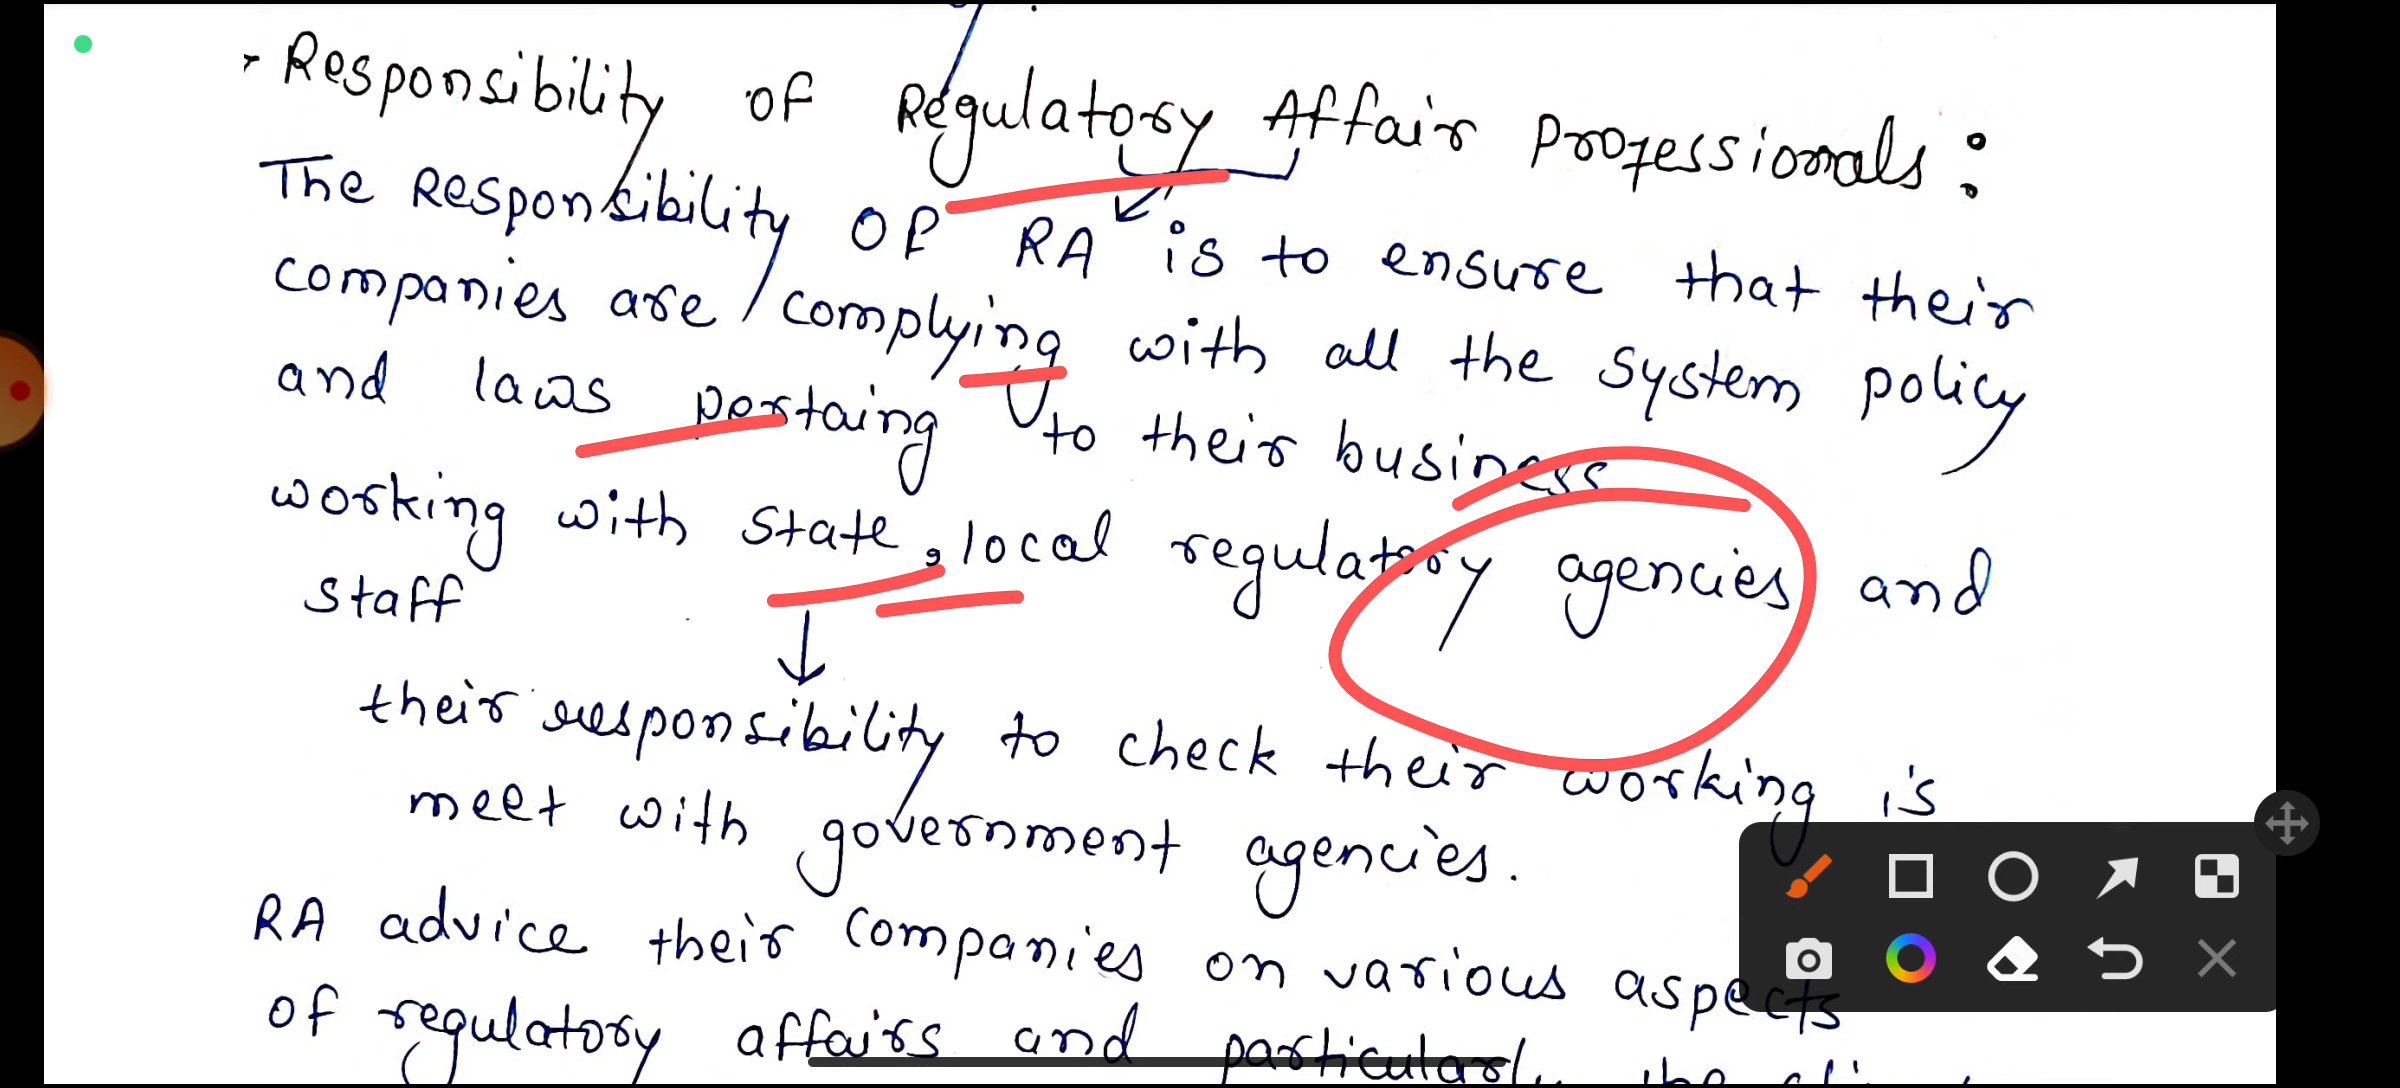 Responsibility of Regulatory Affair Professionals:
The Responsibility of RA is to ensure that their
companies are complying with all the system policy
and laws pertaing to their business
working with state, local regulatory agencies and
staff
their responsibility to check their working is
meet with government agencies.
RA advice their companies on various aspects
of regulatory affairs and particularly the